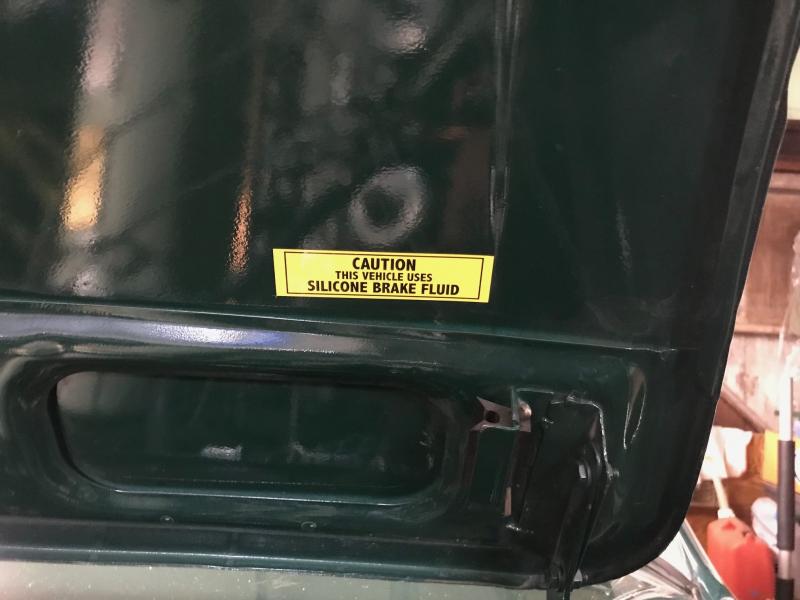 CAUTION
THIS VEHICLE USES
SILICONE BRAKE FLUID